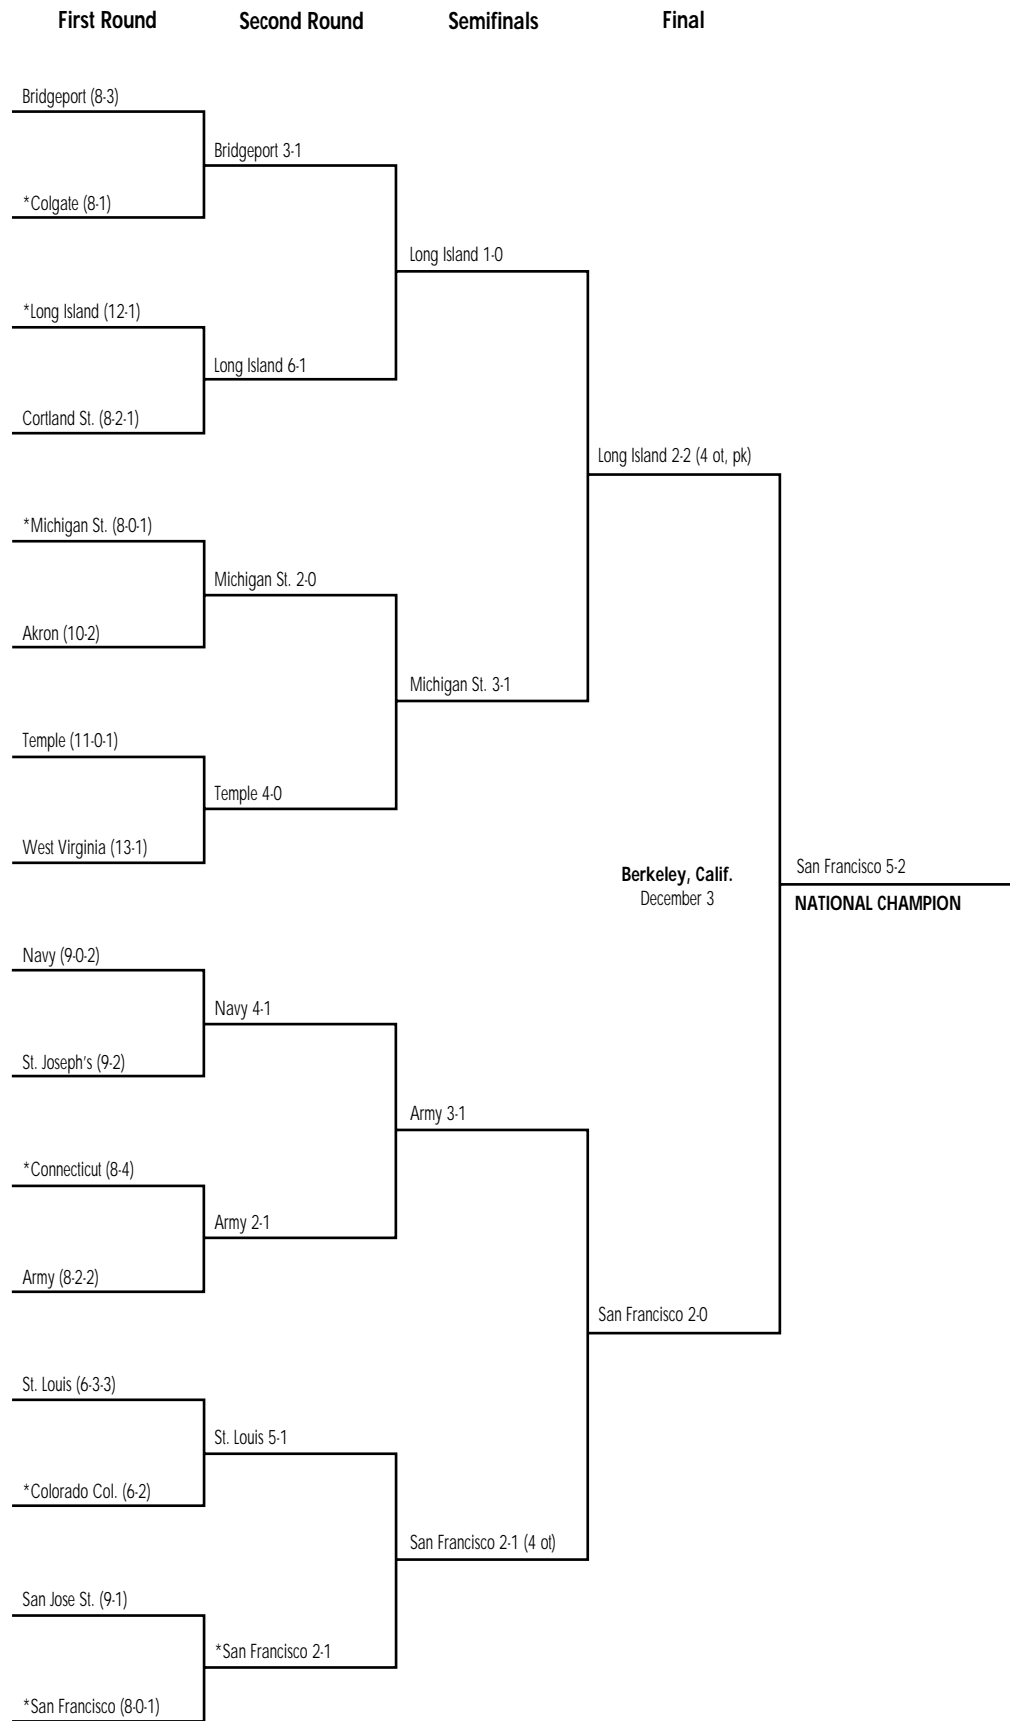 First Round
Second Round
Semifinals
Final
Bridgeport (8-3)
Bridgeport 3-1
*Colgate (8-1)
Long Island 1-0
*Long Island (12-1)
Long Island 6-1
Cortland St. (8-2-1)
Long Island 2-2 (4 ot, pk)
*Michigan St. (8-0-1)
Michigan St. 2-0
Akron (10-2)
Michigan St. 3-1
Temple (11-0-1)
Temple 4-0
West Virginia (13-1)
Berkeley, Calif.
December 3
San Francisco 5-2
NATIONAL CHAMPION
Navy (9-0-2)
Navy 4-1
St. Joseph's (9-2)
Army 3-1
*Connecticut (8-4)
Army 2-1
Army (8-2-2)
San Francisco 2-0
St. Louis (6-3-3)
St. Louis 5-1
*Colorado Col. (6-2)
San Francisco 2-1 (4 ot)
San Jose St. (9-1)
*San Francisco 2-1
*San Francisco (8-0-1)